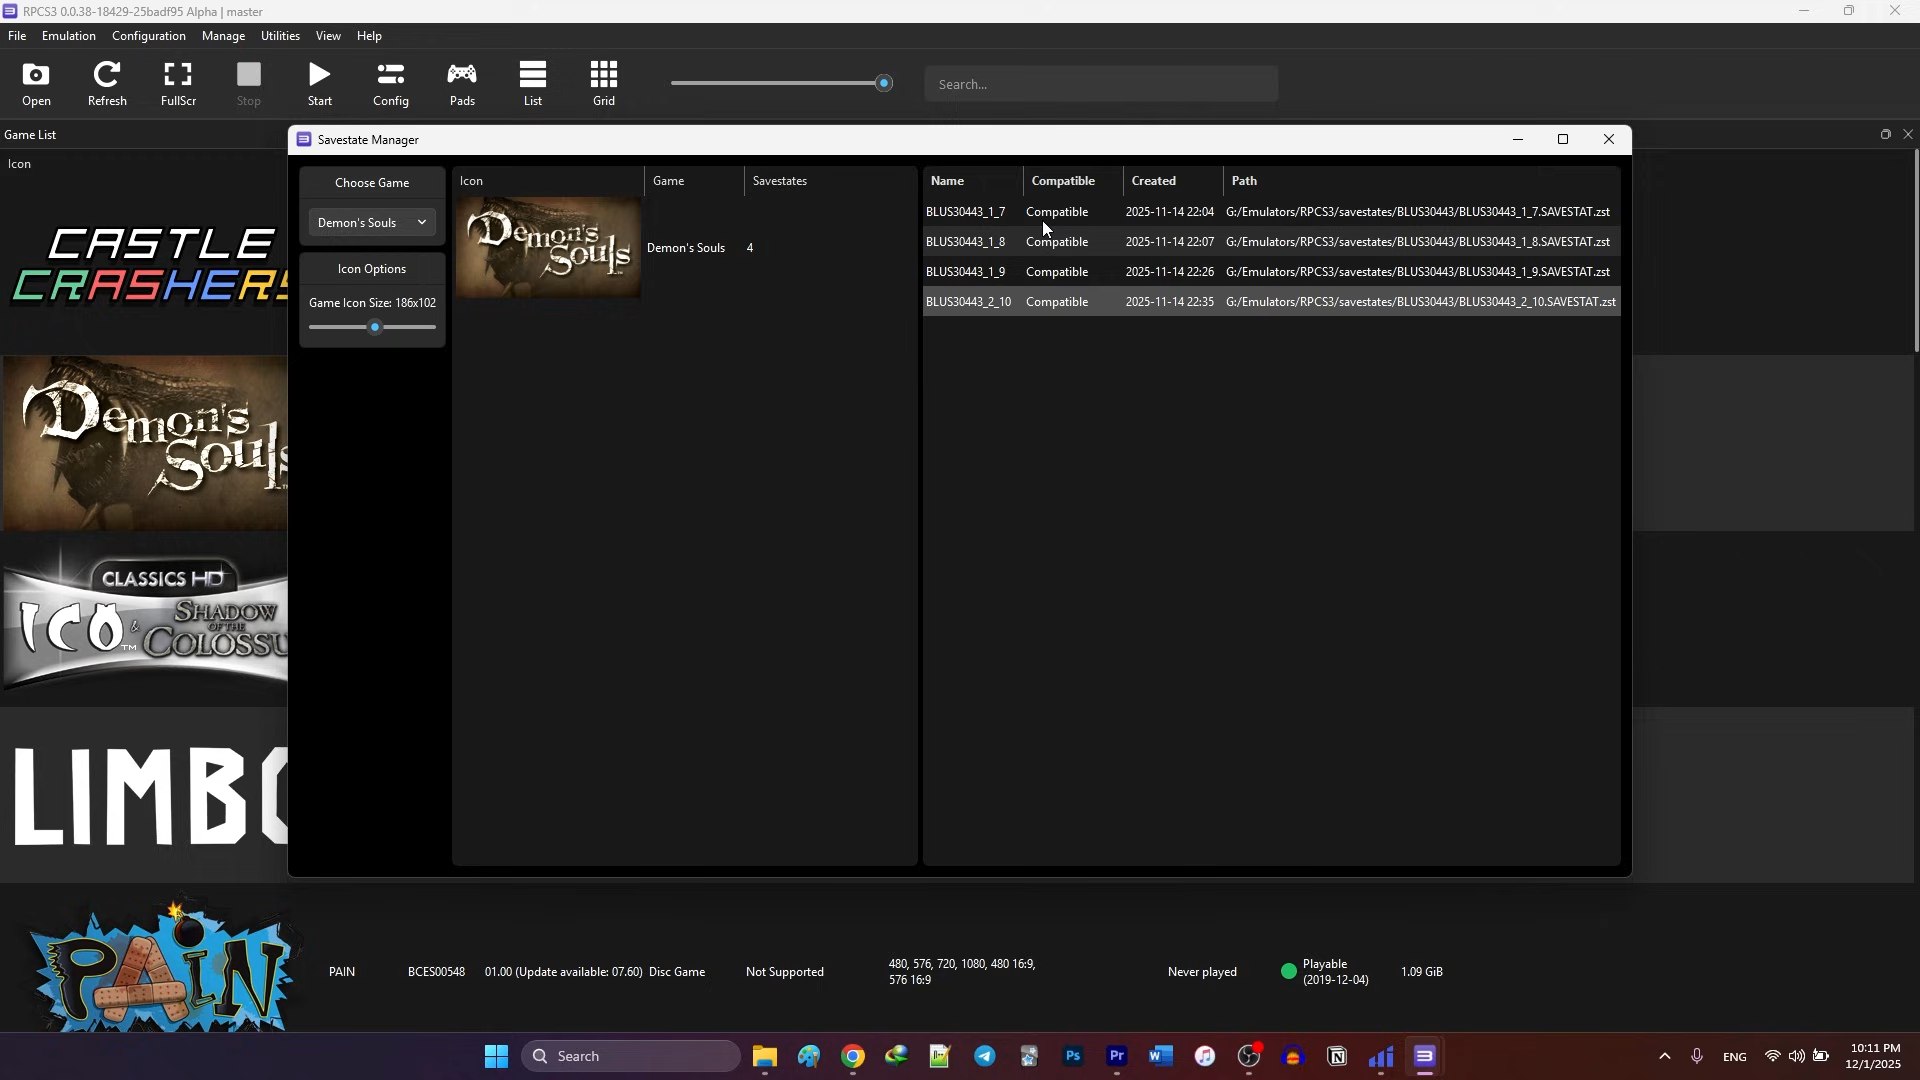 RPCS3 0.0.38-18429-25badf95 Alpha | master
File Emulation Configuration Manage Utilities View Help
Open Refresh FullScr Stop Start Config Pads List Grid
Search...
Game List
Icon
Savestate Manager
Choose Game
Demon's Souls
Icon Options
Game Icon Size: 186x102
Icon Game Savestates
Demon's Souls
Demon's Souls 4
Name Compatible Created Path
BLUS30443_1_7 Compatible 2025-11-14 22:04 G:/Emulators/RPCS3/savestates/BLUS30443/BLUS30443_1_7.SAVESTAT.zst
BLUS30443_1_8 Compatible 2025-11-14 22:07 G:/Emulators/RPCS3/savestates/BLUS30443/BLUS30443_1_8.SAVESTAT.zst
BLUS30443_1_9 Compatible 2025-11-14 22:26 G:/Emulators/RPCS3/savestates/BLUS30443/BLUS30443_1_9.SAVESTAT.zst
BLUS30443_2_10 Compatible 2025-11-14 22:35 G:/Emulators/RPCS3/savestates/BLUS30443/BLUS30443_2_10.SAVESTAT.zst
CASTLE
CRASHERS
Demon's
Souls
CLASSICS HD
ICO™ & SHADOW
OF THE
COLOSSU
LIMBO
PAIN
PAIN BCES00548 01.00 (Update available: 07.60) Disc Game Not Supported 480, 576, 720, 1080, 480 16:9, Never played Playable 1.09 GiB
576 16:9 (2019-12-04)
Search
Ps Pr W N
ENG
10:11 PM
12/1/2025